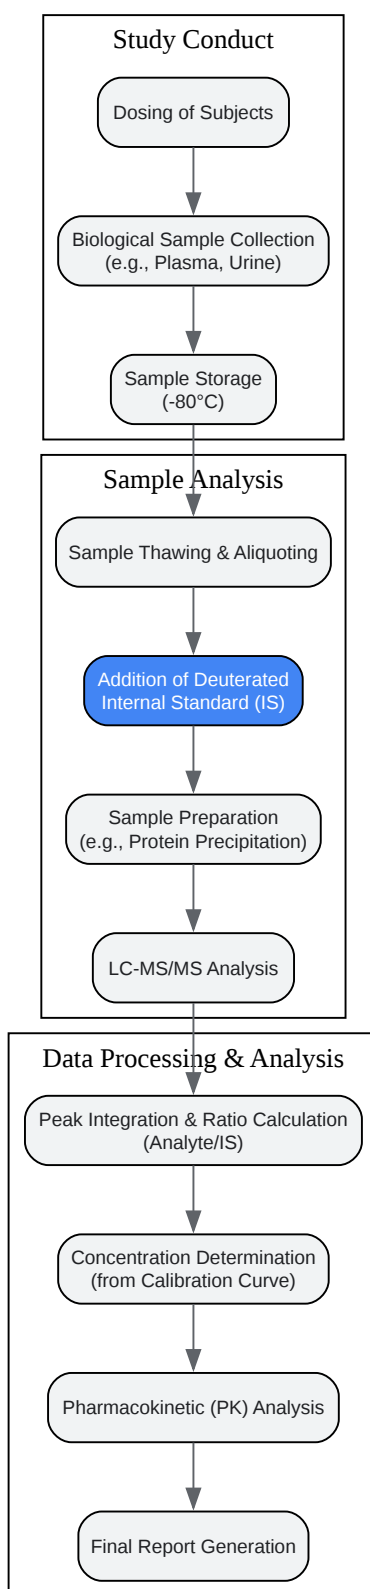 Study Conduct
Dosing of Subjects
Biological Sample Collection
(e.g., Plasma, Urine)
Sample Storage
(-80°C)
Sample Analysis
Sample Thawing & Aliquoting
Addition of Deuterated
Internal Standard (IS)
Sample Preparation
(e.g., Protein Precipitation)
LC-MS/MS Analysis
Data Processing & Analysis
Peak Integration & Ratio Calculation
(Analyte/IS)
Concentration Determination
(from Calibration Curve)
Pharmacokinetic (PK) Analysis
Final Report Generation